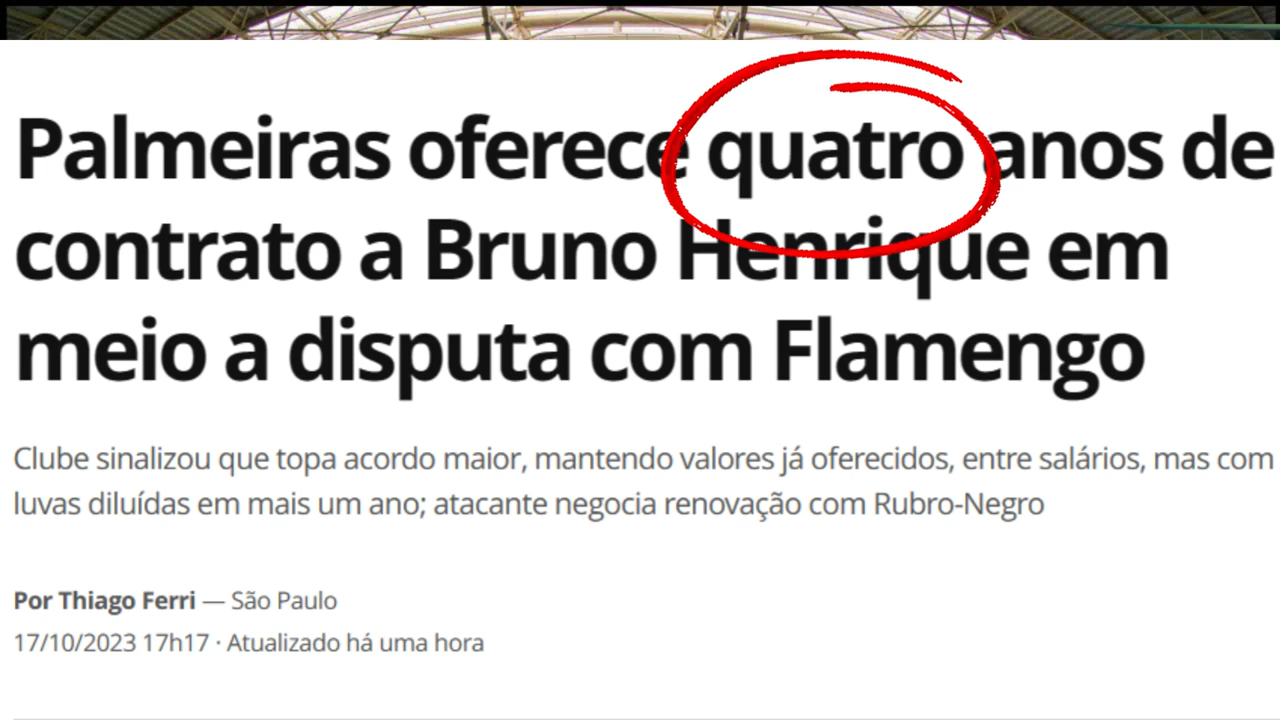 Palmeiras oferece quatro anos de
contrato a Bruno Henrique em
meio a disputa com Flamengo
Clube sinalizou que topa acordo maior, mantendo valores já oferecidos, entre salários, mas com
luvas diluídas em mais um ano; atacante negocia renovação com Rubro-Negro
Por Thiago Ferri — São Paulo
17/10/2023 17h17 · Atualizado há uma hora